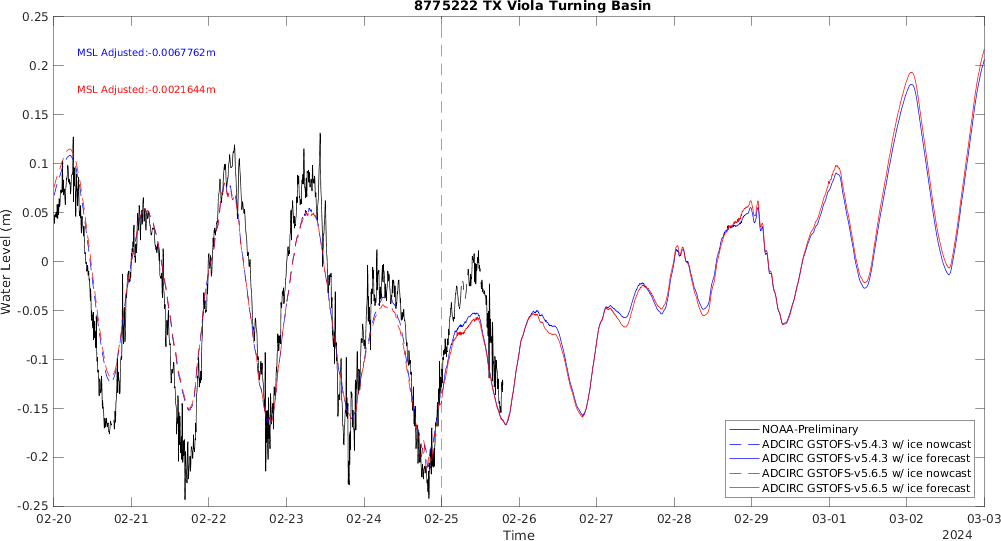 8775222 TX Viola Turning Basin
MSL Adjusted:-0.0067762m
MSL Adjusted:-0.0021644m
Water Level (m)
0.25
0.2
0.15
0.1
0.05
0
-0.05
-0.1
-0.15
-0.2
-0.25
NOAA-Preliminary
ADCIRC GSTOFS-v5.4.3 w/ ice nowcast
ADCIRC GSTOFS-v5.4.3 w/ ice forecast
ADCIRC GSTOFS-v5.6.5 w/ ice nowcast
ADCIRC GSTOFS-v5.6.5 w/ ice forecast
02-20 02-21 02-22 02-23 02-24 02-25 02-26 02-27 02-28 02-29 03-01 03-02 03-03
Time
2024